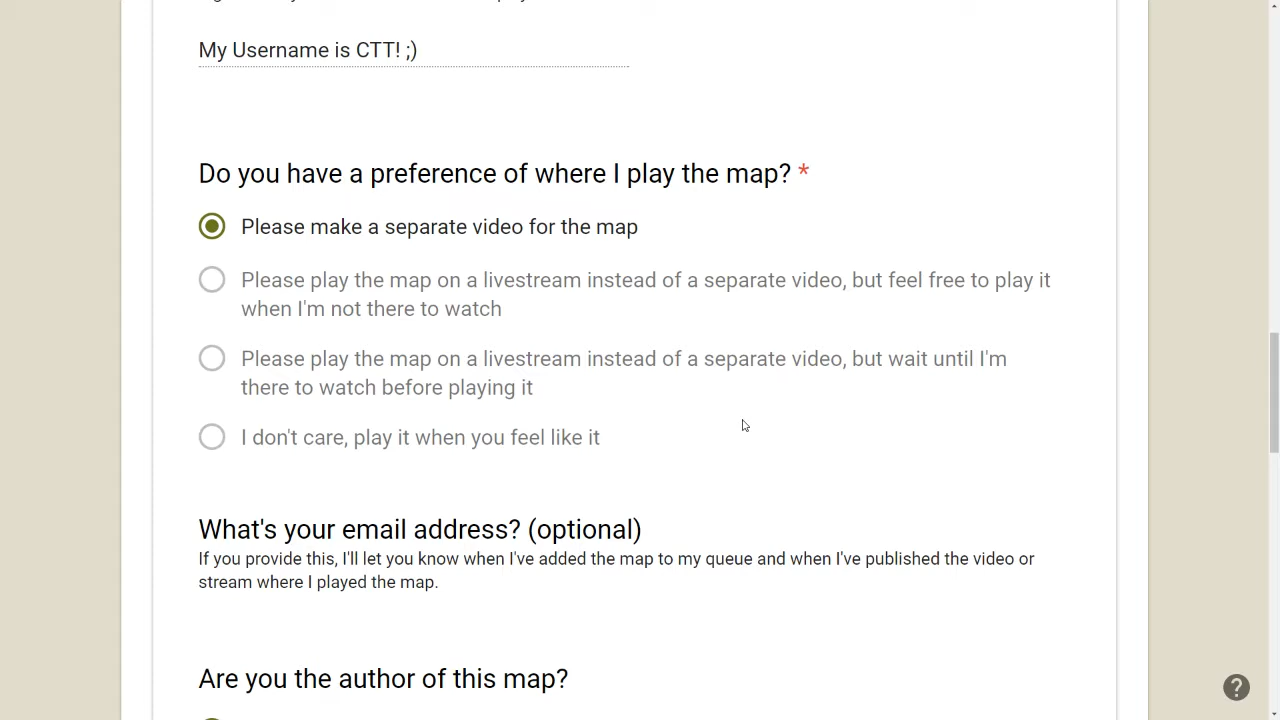 My Username is CTT! ;)
Do you have a preference of where I play the map? *
Please make a separate video for the map
Please play the map on a livestream instead of a separate video, but feel free to play it
when I'm not there to watch
Please play the map on a livestream instead of a separate video, but wait until I'm
there to watch before playing it
I don't care, play it when you feel like it
What's your email address? (optional)
If you provide this, I'll let you know when I've added the map to my queue and when I've published the video or
stream where I played the map.
Are you the author of this map?
?